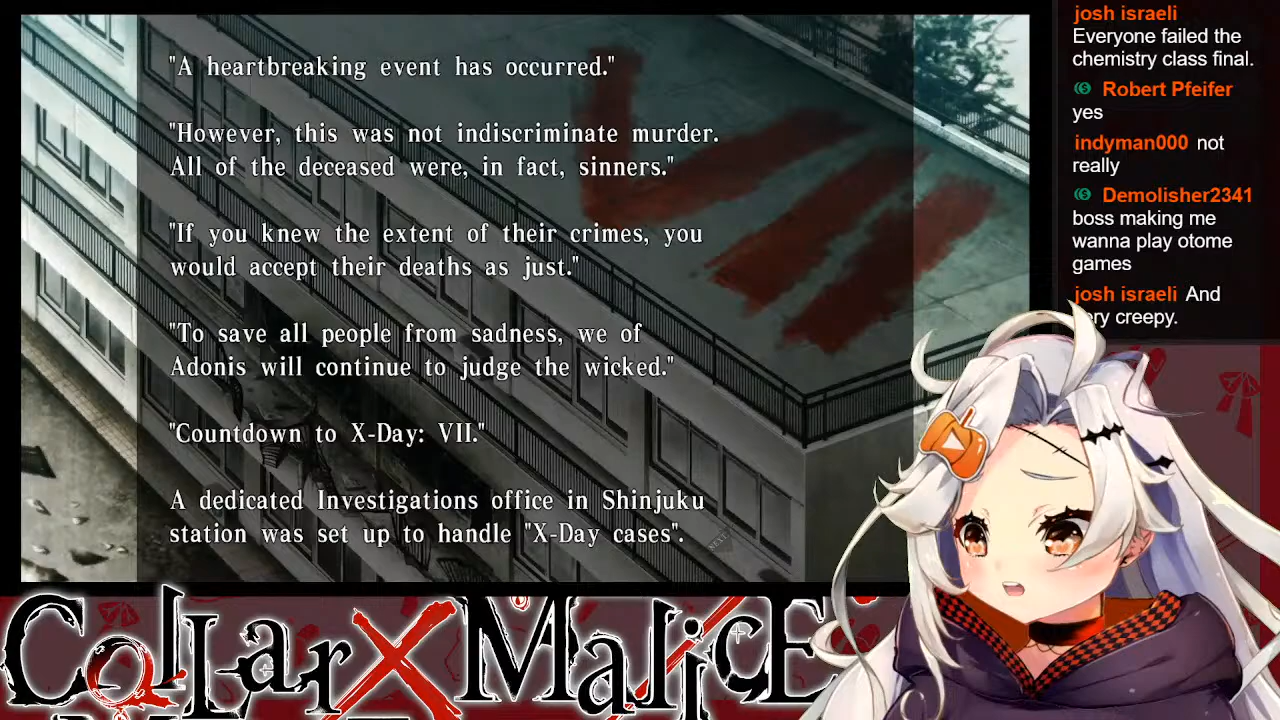 "A heartbreaking event has occurred."
"However, this was not indiscriminate murder.
All of the deceased were, in fact, sinners."
"If you knew the extent of their crimes, you
would accept their deaths as just."
"To save all people from sadness, we of
Adonis will continue to judge the wicked."
"Countdown to X-Day: VII."
A dedicated Investigations office in Shinjuku
station was set up to handle "X-Day cases".
NEXT
VII
josh israeli
Everyone failed the
chemistry class final.
Robert Pfeifer
yes
indyman000 not
really
Demolisher2341
boss making me
wanna play otome
games
josh israeli And
ry creepy.
Collar X Malice